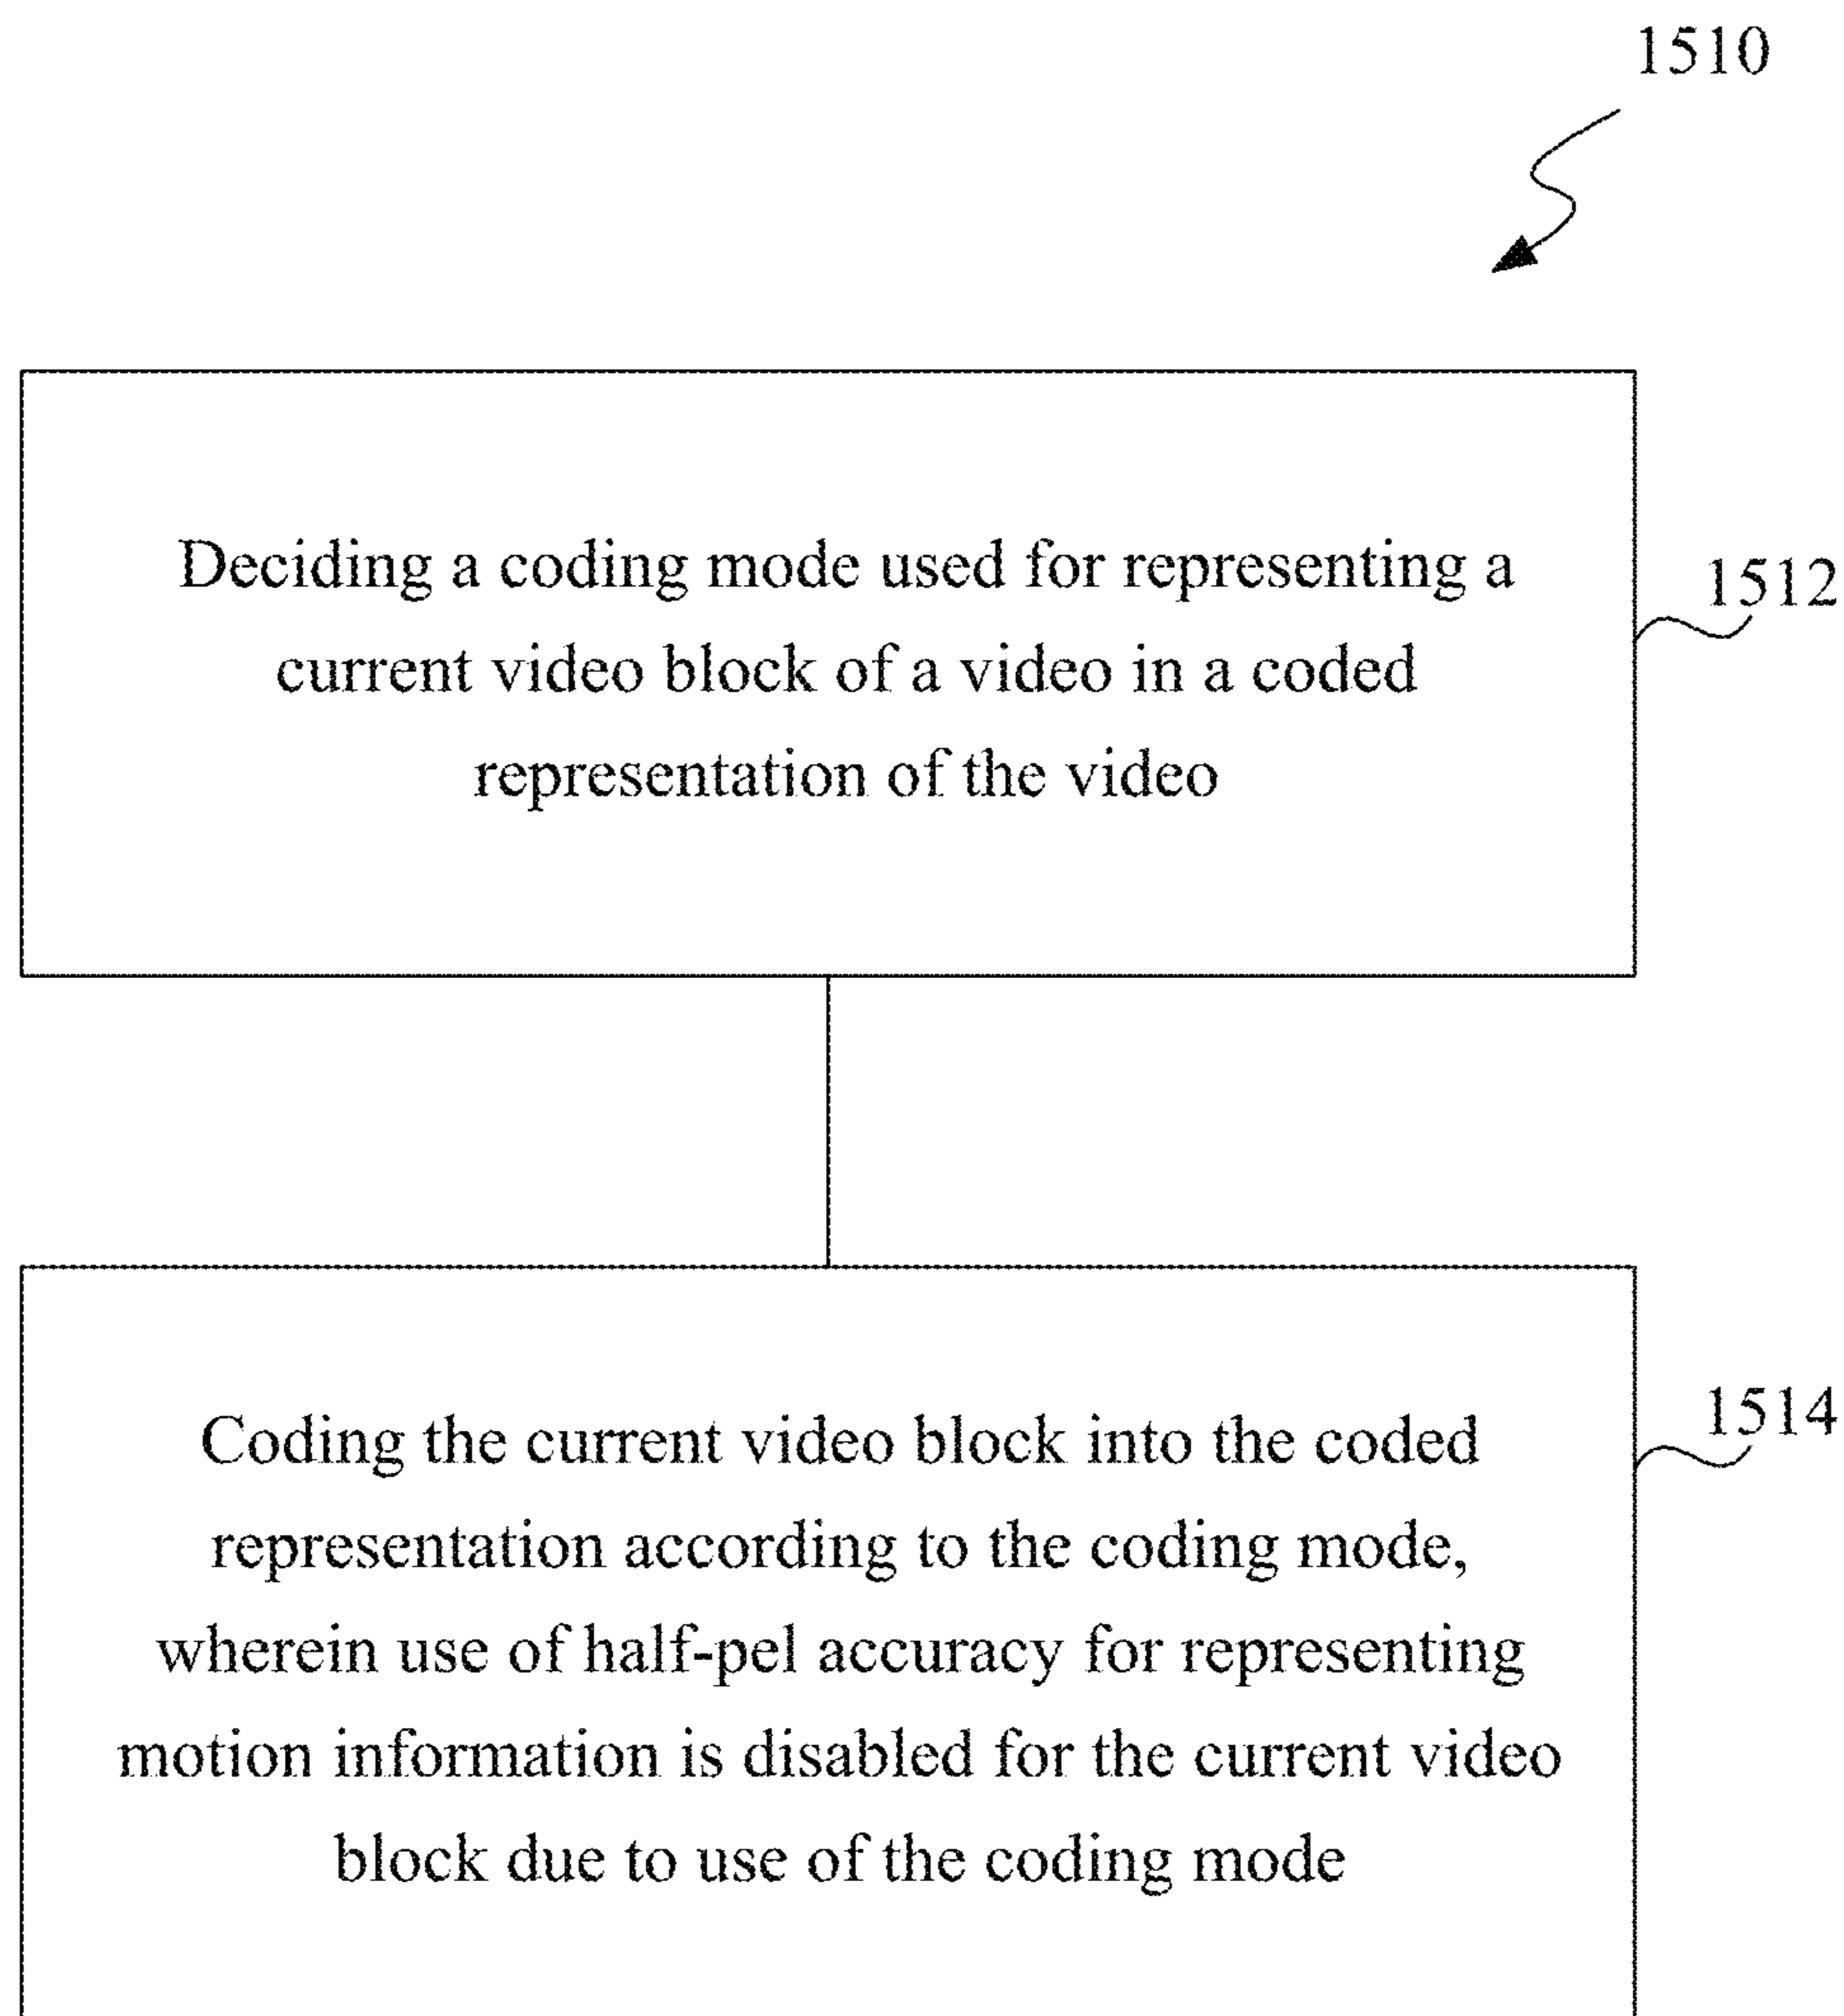 1510
Deciding a coding mode used for representing a
current video block of a video in a coded
representation of the video
1512
Coding the current video block into the coded
representation according to the coding mode,
wherein use of half-pel accuracy for representing
motion information is disabled for the current video
block due to use of the coding mode
1514